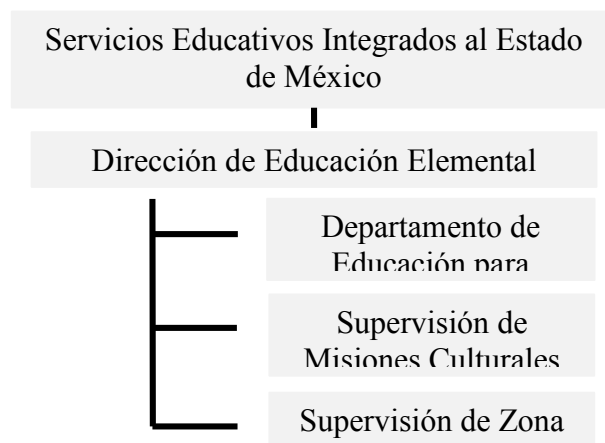 Servicios Educativos Integrados al Estado
de México
Dirección de Educación Elemental
Departamento de
Educación para
Supervisión de
Misiones Culturales
Supervisión de Zona